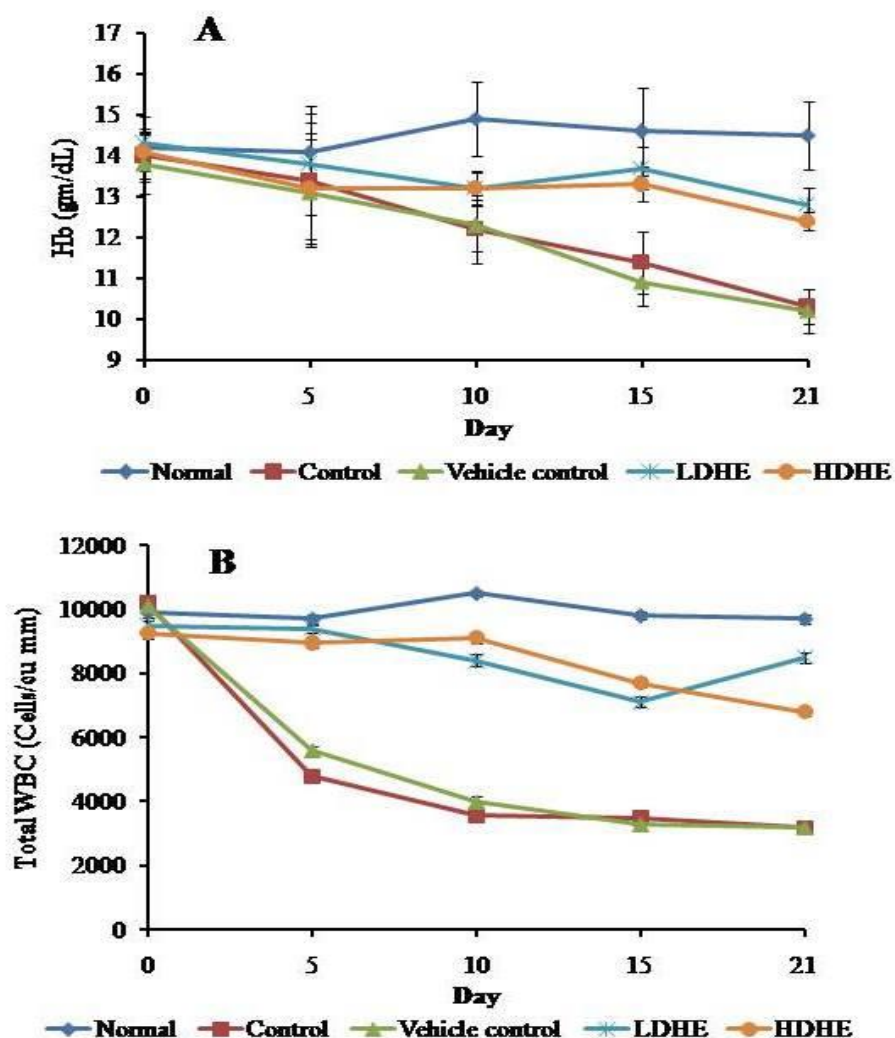 A
17
16
15
14
13
12
11
10
9
Hb (gm/dL)
0 5 10 15 21
Day
Normal Control Vehicle control LDHE HDHE
B
12000
10000
8000
6000
4000
2000
0
Total WBC (Cells/cu mm)
0 5 10 15 21
Day
Normal Control Vehicle control LDHE HDHE